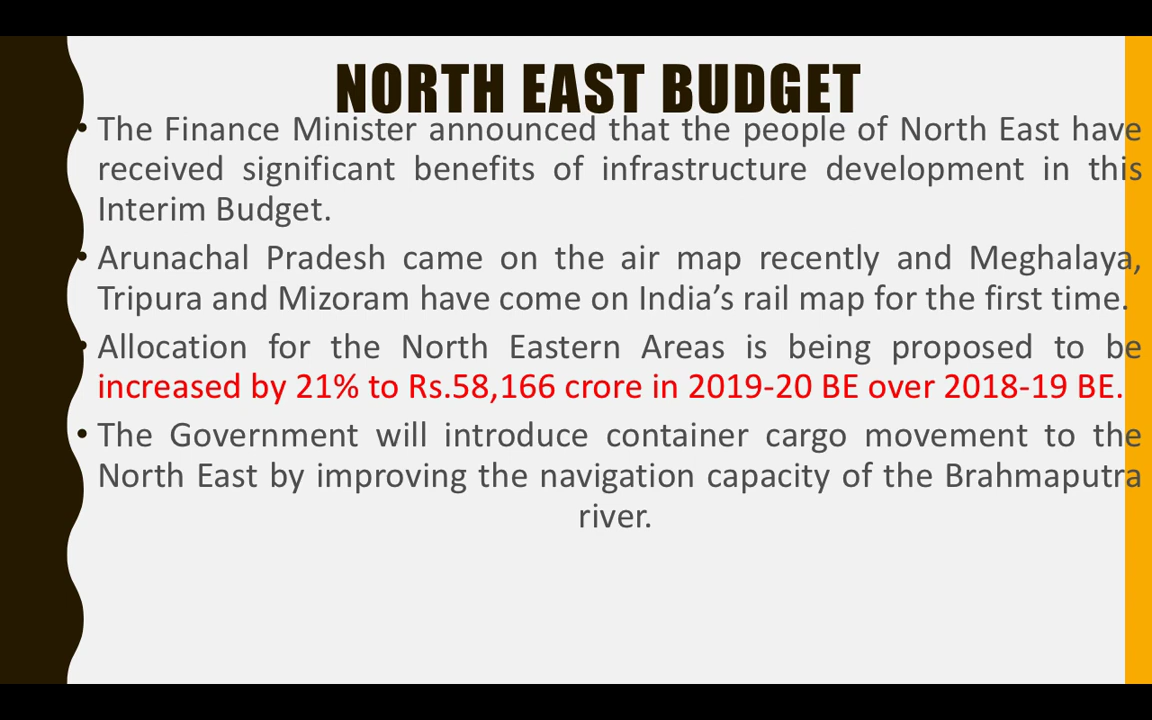 NORTH EAST BUDGET
• The Finance Minister announced that the people of North East have
received significant benefits of infrastructure development in this
Interim Budget.
• Arunachal Pradesh came on the air map recently and Meghalaya,
Tripura and Mizoram have come on India’s rail map for the first time.
• Allocation for the North Eastern Areas is being proposed to be
increased by 21% to Rs.58,166 crore in 2019-20 BE over 2018-19 BE.
• The Government will introduce container cargo movement to the
North East by improving the navigation capacity of the Brahmaputra
river.